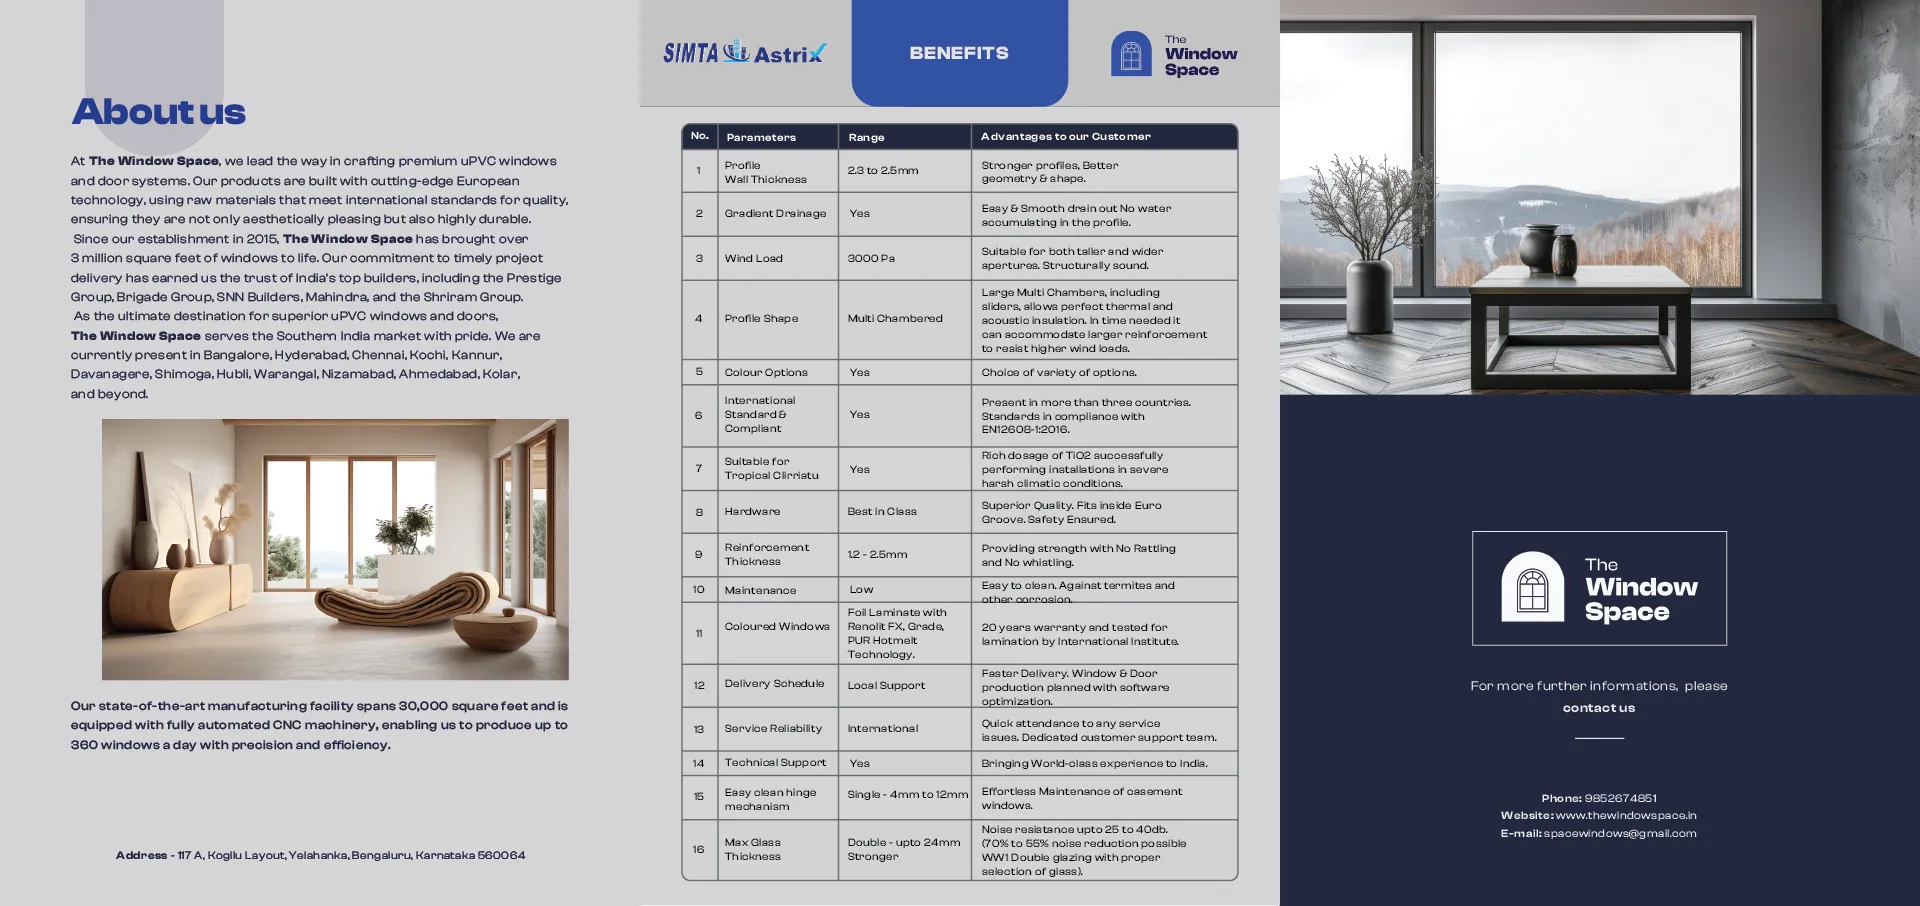 About us
At The Window Space, we lead the way in crafting premium uPVC windows
and door systems. Our products are built with cutting-edge European
technology, using raw materials that meet international standards for quality,
ensuring they are not only aesthetically pleasing but also highly durable.
Since our establishment in 2015, The Window Space has brought over
3 million square feet of windows to life. Our commitment to timely project
delivery has earned us the trust of India's top builders, including the Prestige
Group, Brigade Group, SNN Builders, Mahindra, and the Shriram Group.
As the ultimate destination for superior uPVC windows and doors,
The Window Space serves the Southern India market with pride. We are
currently present in Bangalore, Hyderabad, Chennai, Kochi, Kannur,
Davanagere, Shimoga, Hubli, Warangal, Nizamabad, Ahmedabad, Kolar,
and beyond.
Our state-of-the-art manufacturing facility spans 30,000 square feet and is
equipped with fully automated CNC machinery, enabling us to produce up to
360 windows a day with precision and efficiency.
Address - 117 A, Kogilu Layout, Yelahanka, Bengaluru, Karnataka 560064
SIMTA Astrix
BENEFITS
The
Window
Space
No. Parameters Range Advantages to our Customer
1 Profile Wall Thickness 2.3 to 2.5mm Stronger profiles, Better
geometry & shape.
2 Gradient Drainage Yes Easy & Smooth drain out No water
accumulating in the profile.
3 Wind Load 3000 Pa Suitable for both taller and wider
apertures. Structurally sound.
4 Profile Shape Multi Chambered Large Multi Chambers, including
sliders, allows perfect thermal and
acoustic insulation. In time needed it
can accommodate larger reinforcement
to resist higher wind loads.
5 Colour Options Yes Choice of variety of options.
6 International Standard & Compliant Yes Present in more than three countries.
Standards in compliance with
EN12608-1:2016.
7 Suitable for Tropical Clirriatu Yes Rich dosage of TiO2 successfully
performing installations in severe
harsh climatic conditions.
8 Hardware Best in Class Superior Quality. Fits inside Euro
Groove. Safety Ensured.
9 Reinforcement Thickness 1.2 - 2.5mm Providing strength with No Rattling
and No whistling.
10 Maintenance Low Easy to clean. Against termites and
other corrosion.
11 Coloured Windows Foil Laminate with Renolit FX, Grade, PUR Hotmelt Technology. 20 years warranty and tested for
lamination by International Institute.
12 Delivery Schedule Local Support Faster Delivery. Window & Door
production planned with software
optimization.
13 Service Reliability International Quick attendance to any service
issues. Dedicated customer support team.
14 Technical Support Yes Bringing World-class experience to India.
15 Easy clean hinge mechanism Single - 4mm to 12mm Effortless Maintenance of casement
windows.
16 Max Glass Thickness Double - upto 24mm Stronger Noise resistance upto 25 to 40db.
(70% to 55% noise reduction possible
WW1 Double glazing with proper
selection of glass).
The
Window
Space
For more further informations, please
contact us
Phone: 9852674851
Website: www.thewindowspace.in
E-mail: spacewindows@gmail.com